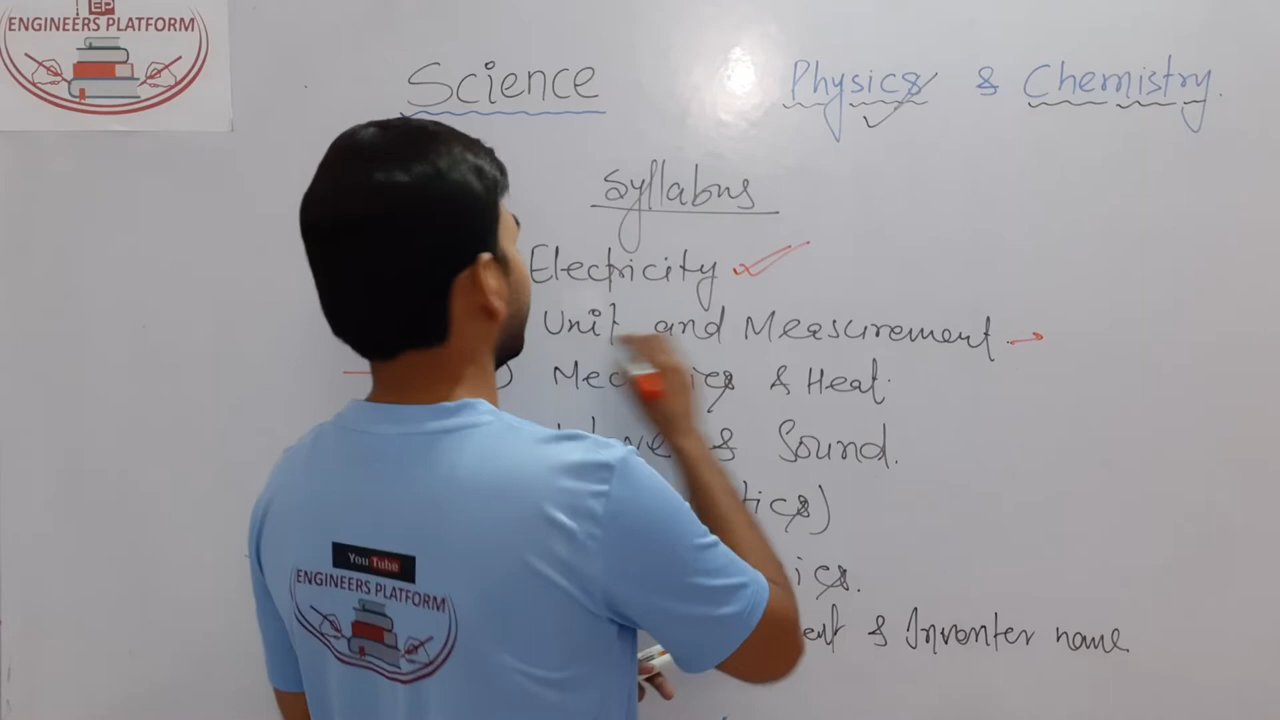 EP
ENGINEERS PLATFORM
Science Physics & Chemistry.
Syllabus
Electricity
Unit and Measurement
& Heat
& Sound.
You Tube
ENGINEERS PLATFORM
& Inventer name